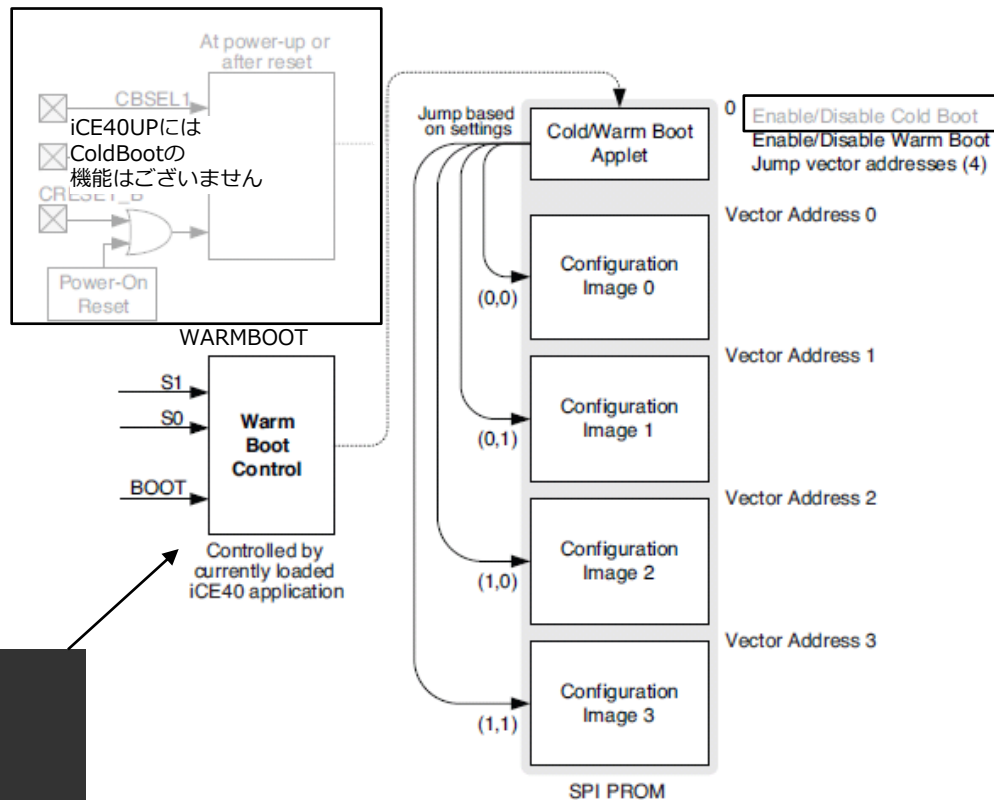 At power-up or
after reset
CBSEL1
iCE40UPには
ColdBootの
機能はございません
CRESET_B
Power-On
Reset
WARMBOOT
S1
S0
BOOT
Warm
Boot
Control
Controlled by
currently loaded
iCE40 application
Jump based
on settings
Cold/Warm Boot
Applet
0
Enable/Disable Cold Boot
Enable/Disable Warm Boot
Jump vector addresses (4)
Vector Address 0
Configuration
Image 0
(0,0)
Vector Address 1
Configuration
Image 1
(0,1)
Vector Address 2
Configuration
Image 2
(1,0)
Vector Address 3
Configuration
Image 3
(1,1)
SPI PROM